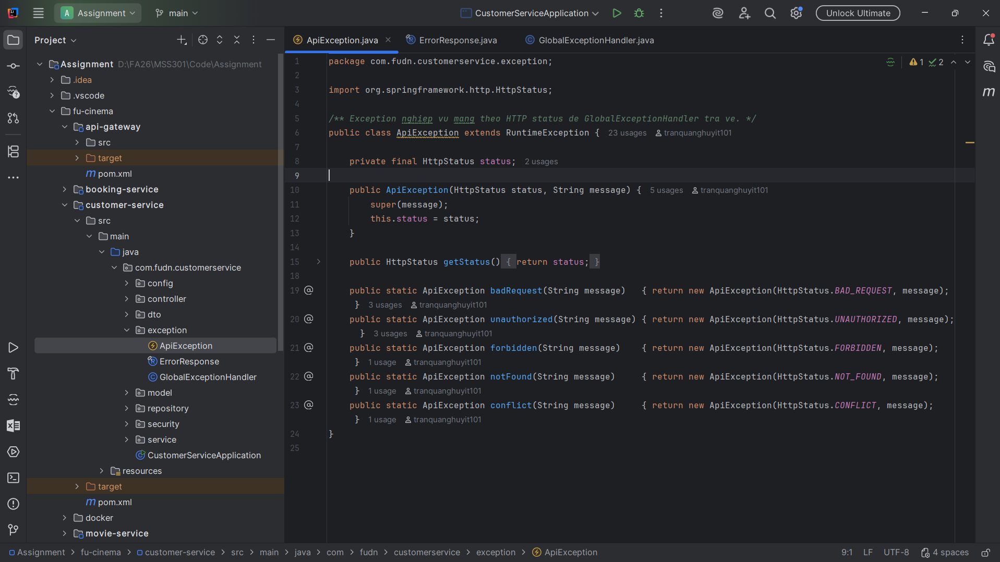 A Assignment main CustomerServiceApplication Unlock Ultimate
Project
ApiException.java ErrorResponse.java GlobalExceptionHandler.java
Assignment D:\FA26\MSS301\Code\Assignment
.idea
.vscode
fu-cinema
api-gateway
src
target
m pom.xml
booking-service
customer-service
src
main
java
com.fudn.customerservice
config
controller
dto
exception
ApiException
ErrorResponse
GlobalExceptionHandler
model
repository
security
service
CustomerServiceApplication
resources
target
m pom.xml
docker
movie-service
1 package com.fudn.customerservice.exception;
1 2
2
3 import org.springframework.http.HttpStatus;
4
5 /** Exception nghiep vu mang theo HTTP status de GlobalExceptionHandler tra ve. */
6 public class ApiException extends RuntimeException { 23 usages tranquanghuyit101
7
8 private final HttpStatus status; 2 usages
9
10 public ApiException(HttpStatus status, String message) { 5 usages tranquanghuyit101
11 super(message);
12 this.status = status;
13 }
14
15 public HttpStatus getStatus() { return status; }
18
19 @ public static ApiException badRequest(String message) { return new ApiException(HttpStatus.BAD_REQUEST, message);
} 3 usages tranquanghuyit101
20 @ public static ApiException unauthorized(String message) { return new ApiException(HttpStatus.UNAUTHORIZED, message);
} 3 usages tranquanghuyit101
21 @ public static ApiException forbidden(String message) { return new ApiException(HttpStatus.FORBIDDEN, message);
} 1 usage tranquanghuyit101
22 @ public static ApiException notFound(String message) { return new ApiException(HttpStatus.NOT_FOUND, message);
} 1 usage tranquanghuyit101
23 @ public static ApiException conflict(String message) { return new ApiException(HttpStatus.CONFLICT, message);
} 1 usage tranquanghuyit101
24 }
25
m
Assignment > fu-cinema > customer-service > src > main > java > com > fudn > customerservice > exception > ApiException 9:1 LF UTF-8 4 spaces